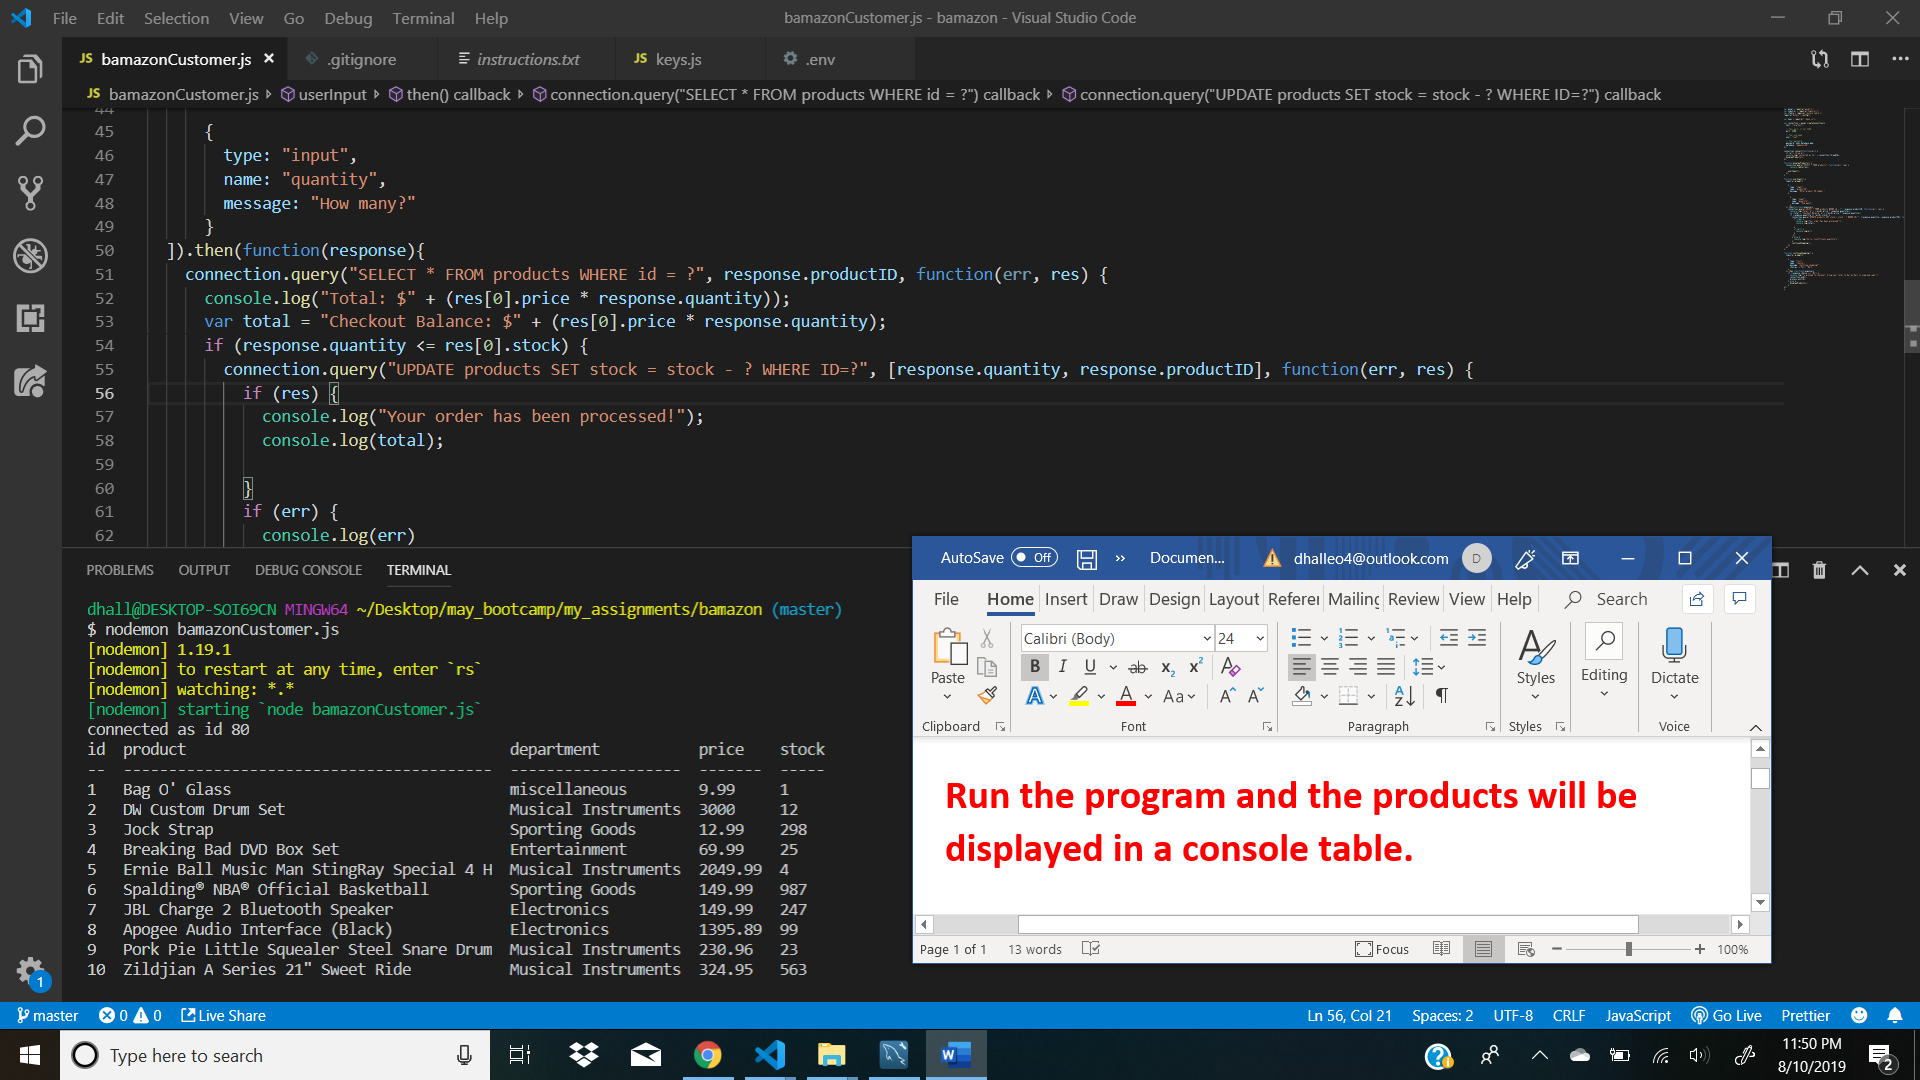 File Edit Selection View Go Debug Terminal Help
bamazonCustomer.js - bamazon - Visual Studio Code
JS bamazonCustomer.js × .gitignore instructions.txt JS keys.js .env
JS bamazonCustomer.js userInput then() callback connection.query("SELECT * FROM products WHERE id = ?") callback connection.query("UPDATE products SET stock = stock - ? WHERE ID=?") callback
44
45 {
46 type: "input",
47 name: "quantity",
48 message: "How many?"
49 }
50 ]).then(function(response){
51 connection.query("SELECT * FROM products WHERE id = ?", response.productID, function(err, res) {
52 console.log("Total: $" + (res[0].price * response.quantity));
53 var total = "Checkout Balance: $" + (res[0].price * response.quantity);
54 if (response.quantity <= res[0].stock) {
55 connection.query("UPDATE products SET stock = stock - ? WHERE ID=?", [response.quantity, response.productID], function(err, res) {
56 if (res) {
57 console.log("Your order has been processed!");
58 console.log(total);
59
60 }
61 if (err) {
62 console.log(err)
PROBLEMS OUTPUT DEBUG CONSOLE TERMINAL
dhall@DESKTOP-SOI69CN MINGW64 ~/Desktop/may_bootcamp/my_assignments/bamazon (master)
$ nodemon bamazonCustomer.js
[nodemon] 1.19.1
[nodemon] to restart at any time, enter `rs`
[nodemon] watching: *.*
[nodemon] starting `node bamazonCustomer.js`
connected as id 80
id product department price stock
-- ----------------------------------------- ------------------- ------- -----
1 Bag O' Glass miscellaneous 9.99 1
2 DW Custom Drum Set Musical Instruments 3000 12
3 Jock Strap Sporting Goods 12.99 298
4 Breaking Bad DVD Box Set Entertainment 69.99 25
5 Ernie Ball Music Man StingRay Special 4 H Musical Instruments 2049.99 4
6 Spalding® NBA® Official Basketball Sporting Goods 149.99 987
7 JBL Charge 2 Bluetooth Speaker Electronics 149.99 247
8 Apogee Audio Interface (Black) Electronics 1395.89 99
9 Pork Pie Little Squealer Steel Snare Drum Musical Instruments 230.96 23
10 Zildjian A Series 21" Sweet Ride Musical Instruments 324.95 563
AutoSave Off Documen... dhalleo4@outlook.com D
File Home Insert Draw Design Layout Referen Mailing Review View Help Search
Calibri (Body) 24
B I U ab x₂ x²
A A Aa A A
Paste Styles Editing Dictate
Clipboard Font Paragraph Styles Voice
Run the program and the products will be
displayed in a console table.
Page 1 of 1 13 words Focus 100%
1
master 0 0 Live Share Ln 56, Col 21 Spaces: 2 UTF-8 CRLF JavaScript Go Live Prettier
Type here to search
11:50 PM
8/10/2019
2